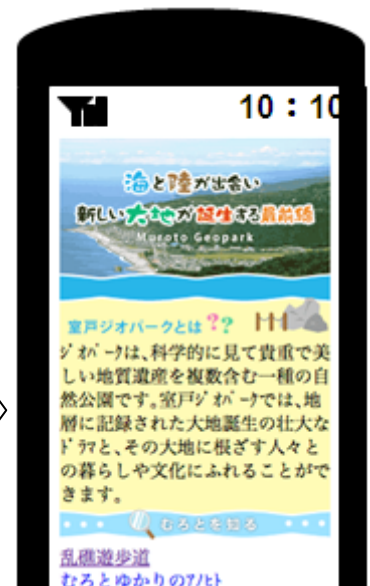 10：10
海と陸が出会い
新しい大地が誕生する最前線
Muroto Geopark
室戸ジオパークとは??
ｼﾞｵﾊﾟｰｸは、科学的に見て貴重で美
しい地質遺産を複数含む一種の自
然公園です。室戸ｼﾞｵﾊﾟｰｸでは、地
層に記録された大地誕生の壮大な
ﾄﾞﾗﾏと、その大地に根ざす人々と
の暮らしや文化にふれることがで
きます。
むろとを知る
乱礁遊歩道
むろとゆかりの7ﾋﾄ